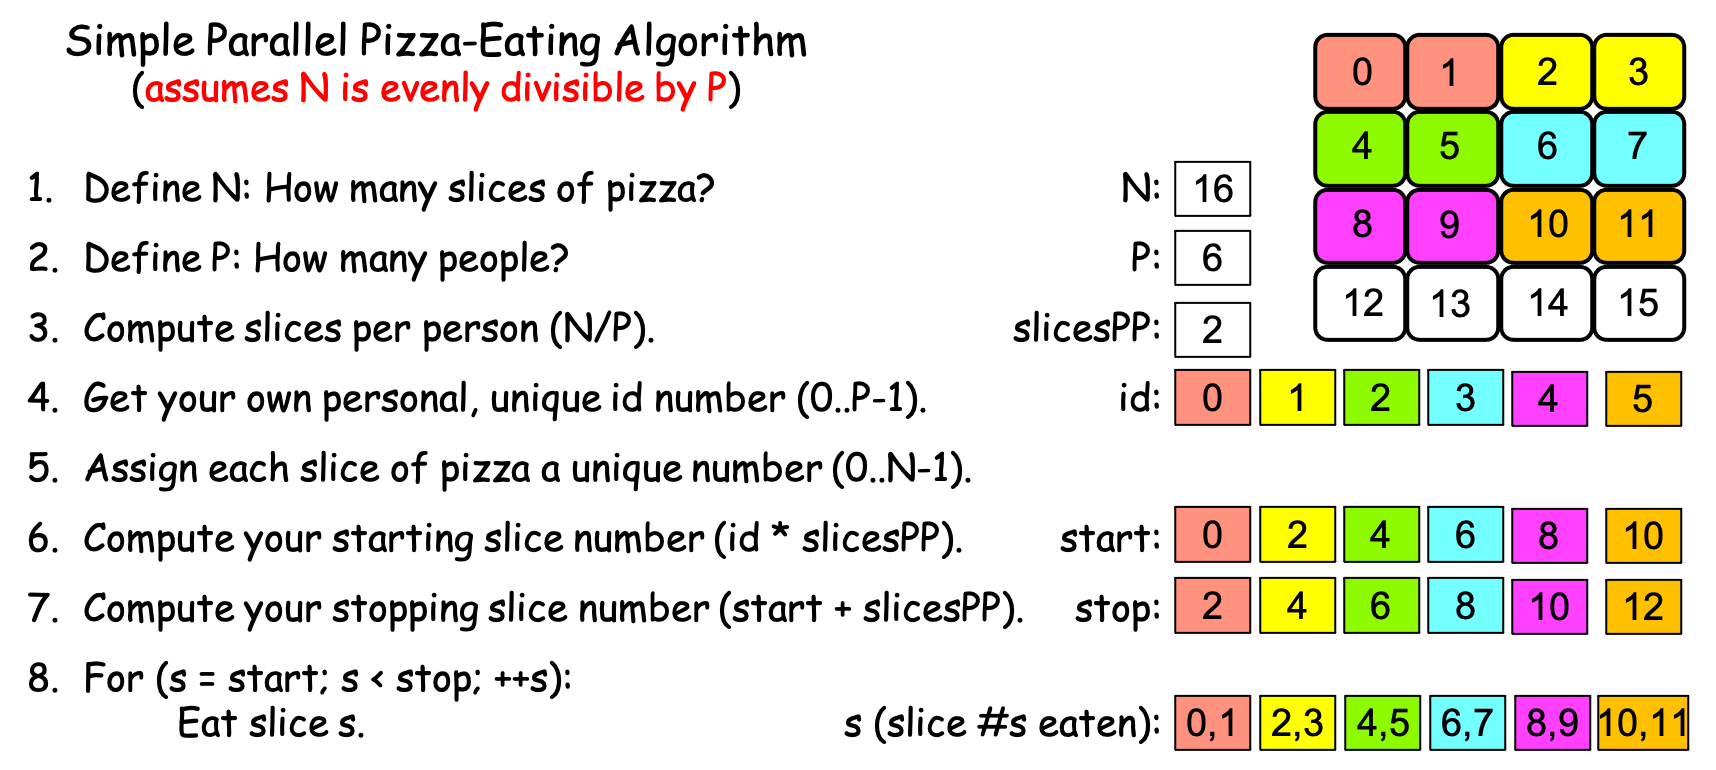 Simple Parallel Pizza-Eating Algorithm
(assumes N is evenly divisible by P)
0 1 2 3
4 5 6 7
8 9 10 11
12 13 14 15
1. Define N: How many slices of pizza? N: 16
2. Define P: How many people? P: 6
3. Compute slices per person (N/P). slicesPP: 2
4. Get your own personal, unique id number (0..P-1). id: 0 1 2 3 4 5
5. Assign each slice of pizza a unique number (0..N-1).
6. Compute your starting slice number (id * slicesPP). start: 0 2 4 6 8 10
7. Compute your stopping slice number (start + slicesPP). stop: 2 4 6 8 10 12
8. For (s = start; s < stop; ++s):
Eat slice s. s (slice #s eaten): 0,1 2,3 4,5 6,7 8,9 10,11